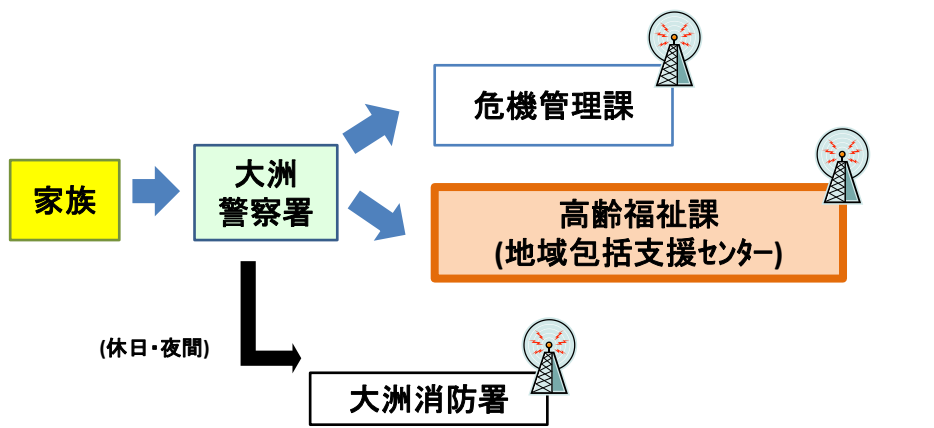 危機管理課
家族
大洲
警察署
高齢福祉課
(地域包括支援ｾﾝﾀｰ)
(休日・夜間)
大洲消防署